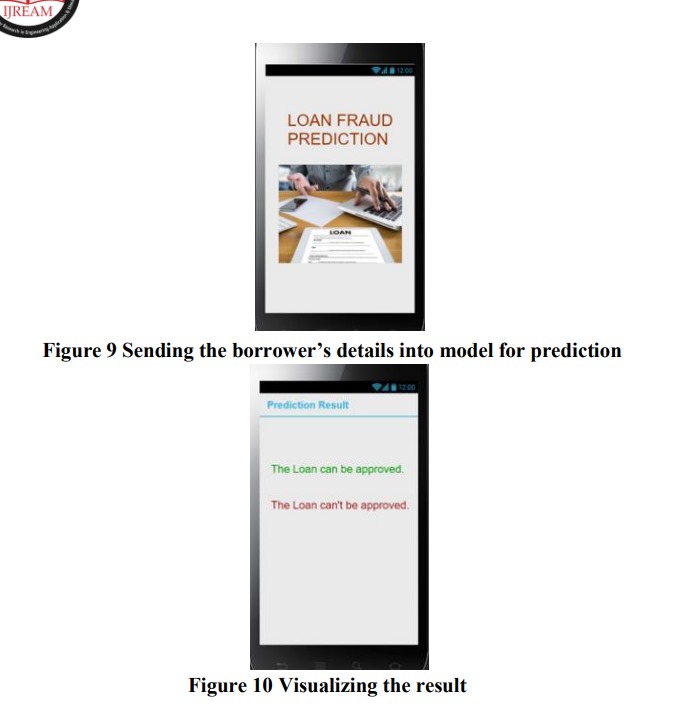 IJREAM
12:00
LOAN FRAUD
PREDICTION
LOAN
Figure 9 Sending the borrower’s details into model for prediction
12:00
Prediction Result
The Loan can be approved.
The Loan can't be approved.
Figure 10 Visualizing the result